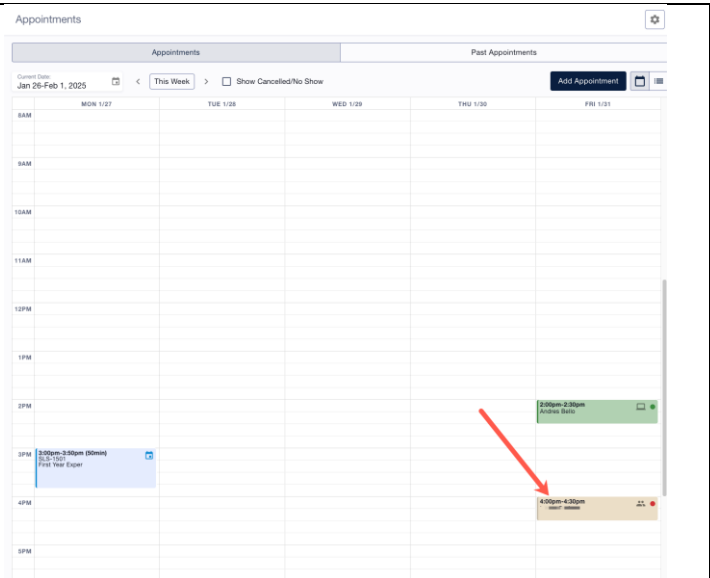 Appointments
Appointments
Past Appointments
Current Date
Jan 26-Feb 1, 2025
This Week
Show Cancelled/No Show
Add Appointment
MON 1/27
TUE 1/28
WED 1/29
THU 1/30
FRI 1/31
8AM
9AM
10AM
11AM
12PM
1PM
2PM
2:00pm-2:30pm
Andres Bello
3PM
3:00pm-3:50pm (50min)
SLS-1501
First Year Exper
4PM
4:00pm-4:30pm
5PM